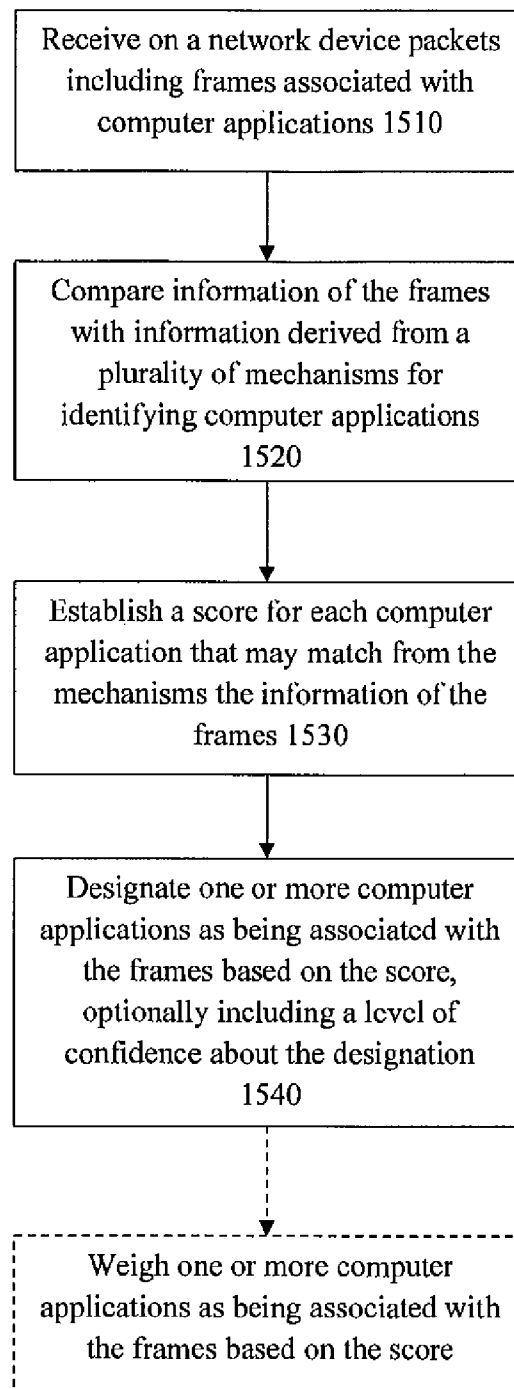 Receive on a network device packets
including frames associated with
computer applications 1510
Compare information of the frames
with information derived from a
plurality of mechanisms for
identifying computer applications
1520
Establish a score for each computer
application that may match from the
mechanisms the information of the
frames 1530
Designate one or more computer
applications as being associated with
the frames based on the score,
optionally including a level of
confidence about the designation
1540
Weigh one or more computer
applications as being associated with
the frames based on the score